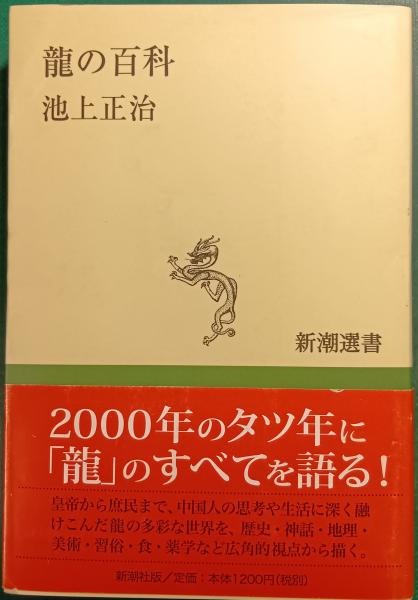 龍の百科
池上正治
新潮選書
2000年のタツ年に
「龍」のすべてを語る!
皇帝から庶民まで、中国人の思考や生活に深く融
けこんだ龍の多彩な世界を、歴史・神話・地理・
美術・習俗・食・薬学など広角的視点から描く。
新潮社版/定価:本体1200円(税別)